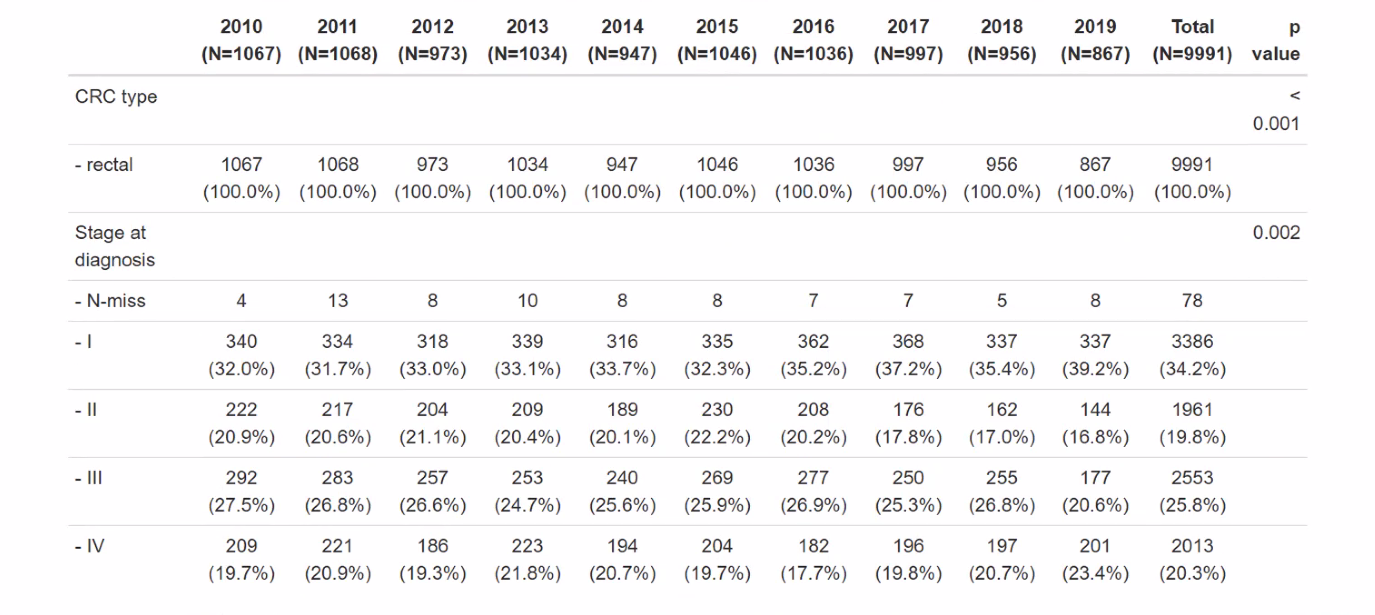 2010 2011 2012 2013 2014 2015 2016 2017 2018 2019 Total p
(N=1067) (N=1068) (N=973) (N=1034) (N=947) (N=1046) (N=1036) (N=997) (N=956) (N=867) (N=9991) value
CRC type <
0.001
- rectal 1067 1068 973 1034 947 1046 1036 997 956 867 9991
(100.0%) (100.0%) (100.0%) (100.0%) (100.0%) (100.0%) (100.0%) (100.0%) (100.0%) (100.0%) (100.0%)
Stage at 0.002
diagnosis
- N-miss 4 13 8 10 8 8 7 7 5 8 78
- I 340 334 318 339 316 335 362 368 337 337 3386
(32.0%) (31.7%) (33.0%) (33.1%) (33.7%) (32.3%) (35.2%) (37.2%) (35.4%) (39.2%) (34.2%)
- II 222 217 204 209 189 230 208 176 162 144 1961
(20.9%) (20.6%) (21.1%) (20.4%) (20.1%) (22.2%) (20.2%) (17.8%) (17.0%) (16.8%) (19.8%)
- III 292 283 257 253 240 269 277 250 255 177 2553
(27.5%) (26.8%) (26.6%) (24.7%) (25.6%) (25.9%) (26.9%) (25.3%) (26.8%) (20.6%) (25.8%)
- IV 209 221 186 223 194 204 182 196 197 201 2013
(19.7%) (20.9%) (19.3%) (21.8%) (20.7%) (19.7%) (17.7%) (19.8%) (20.7%) (23.4%) (20.3%)